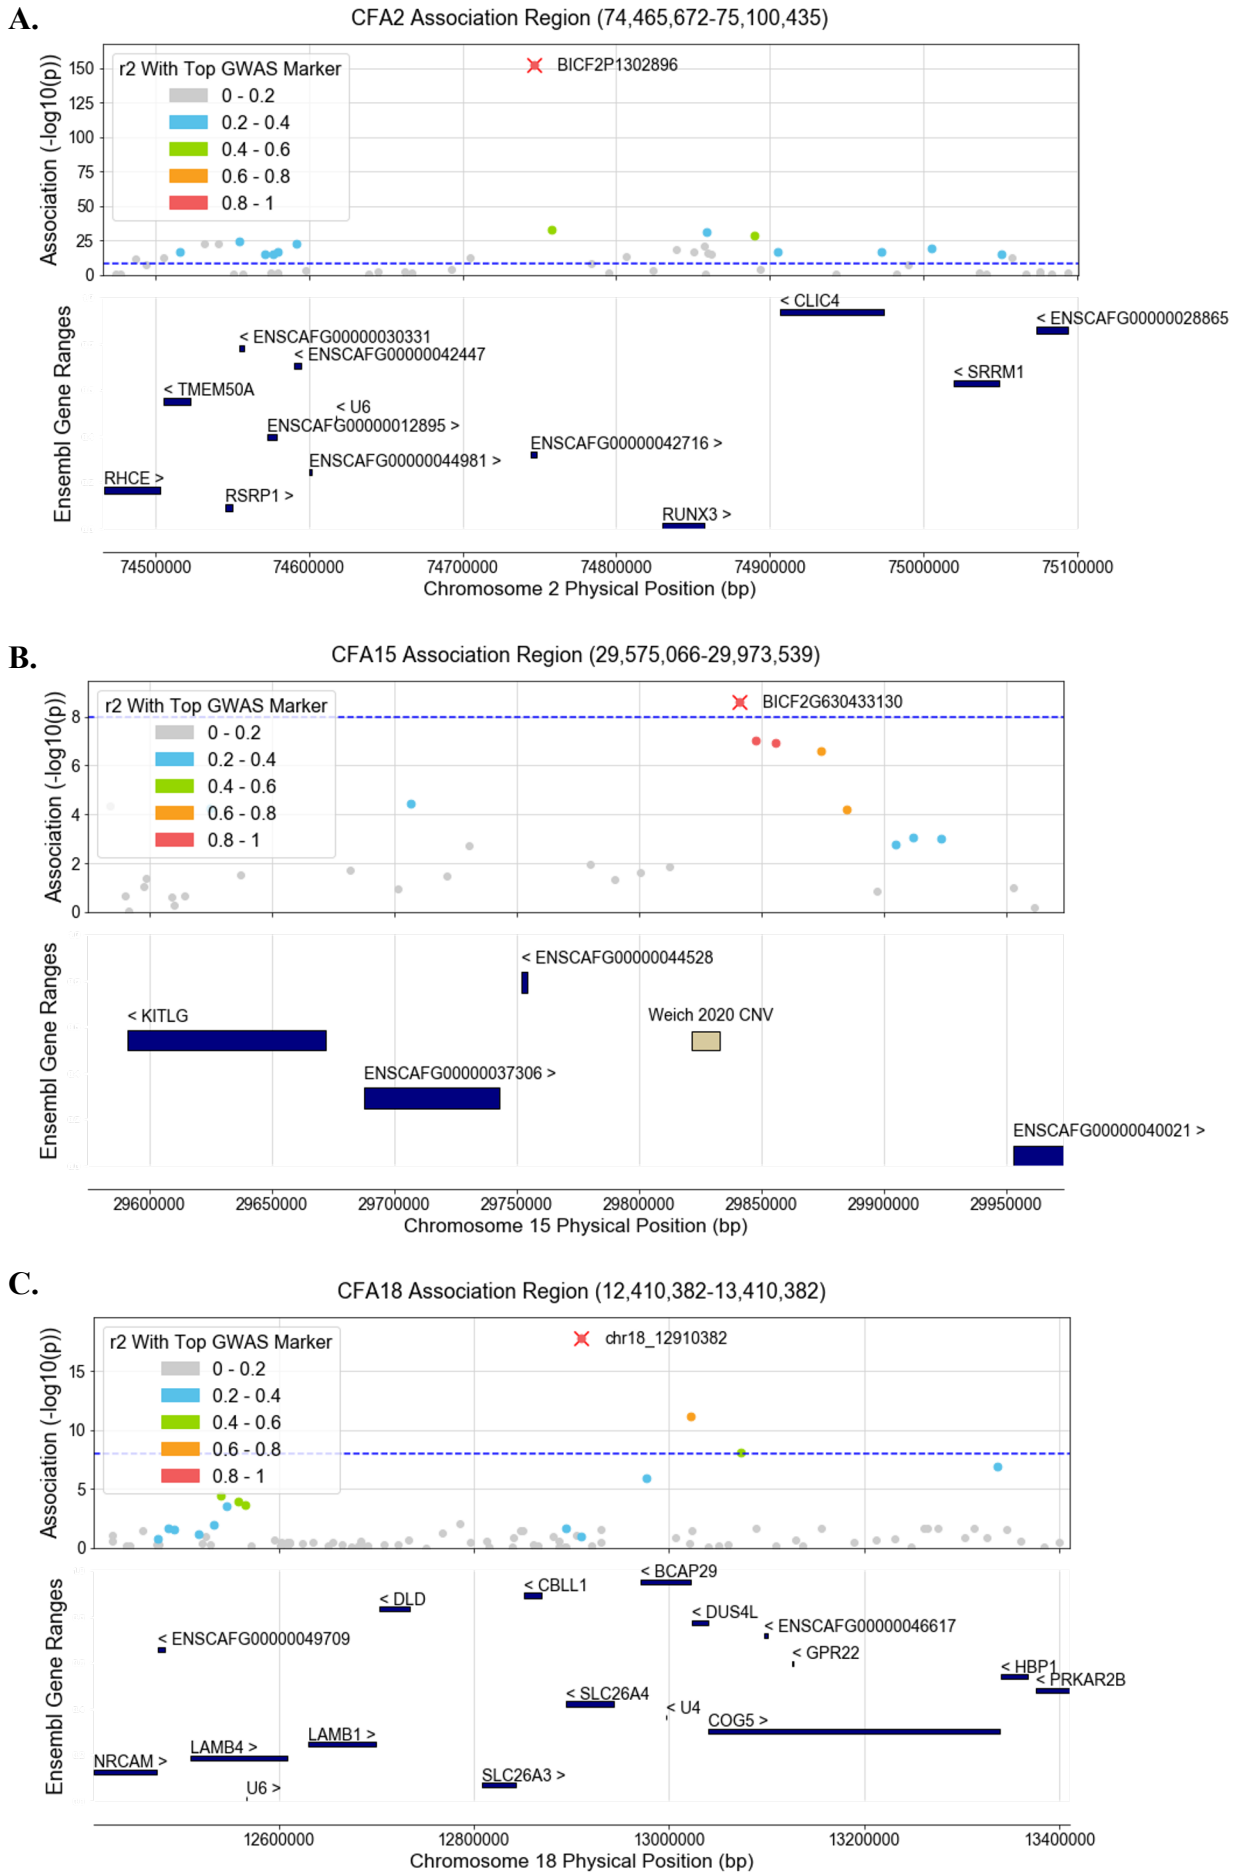 A.
CFA2 Association Region (74,465,672-75,100,435)
Association (-log10(p))
150
125
100
75
50
25
0
r2 With Top GWAS Marker
0 - 0.2
0.2 - 0.4
0.4 - 0.6
0.6 - 0.8
0.8 - 1
BICF2P1302896
Ensembl Gene Ranges
< CLIC4
< ENSCAFG00000028865
< ENSCAFG00000030331
< ENSCAFG00000042447
< SRRM1
< TMEM50A
< U6
ENSCAFG00000012895 >
ENSCAFG00000042716 >
ENSCAFG00000044981 >
RHCE >
RSRP1 >
RUNX3 >
74500000 74600000 74700000 74800000 74900000 75000000 75100000
Chromosome 2 Physical Position (bp)
B.
CFA15 Association Region (29,575,066-29,973,539)
Association (-log10(p))
8
6
4
2
0
r2 With Top GWAS Marker
0 - 0.2
0.2 - 0.4
0.4 - 0.6
0.6 - 0.8
0.8 - 1
BICF2G630433130
Ensembl Gene Ranges
< ENSCAFG00000044528
< KITLG
Weich 2020 CNV
ENSCAFG00000037306 >
ENSCAFG00000040021 >
29600000 29650000 29700000 29750000 29800000 29850000 29900000 29950000
Chromosome 15 Physical Position (bp)
C.
CFA18 Association Region (12,410,382-13,410,382)
Association (-log10(p))
15
10
5
0
r2 With Top GWAS Marker
0 - 0.2
0.2 - 0.4
0.4 - 0.6
0.6 - 0.8
0.8 - 1
chr18_12910382
Ensembl Gene Ranges
< BCAP29
< CBLL1
< DLD
< DUS4L
< ENSCAFG00000046617
< ENSCAFG00000049709
< GPR22
< HBP1
< PRKAR2B
< SLC26A4
< U4
COG5 >
LAMB1 >
LAMB4 >
NRCAM >
SLC26A3 >
U6 >
12600000 12800000 13000000 13200000 13400000
Chromosome 18 Physical Position (bp)